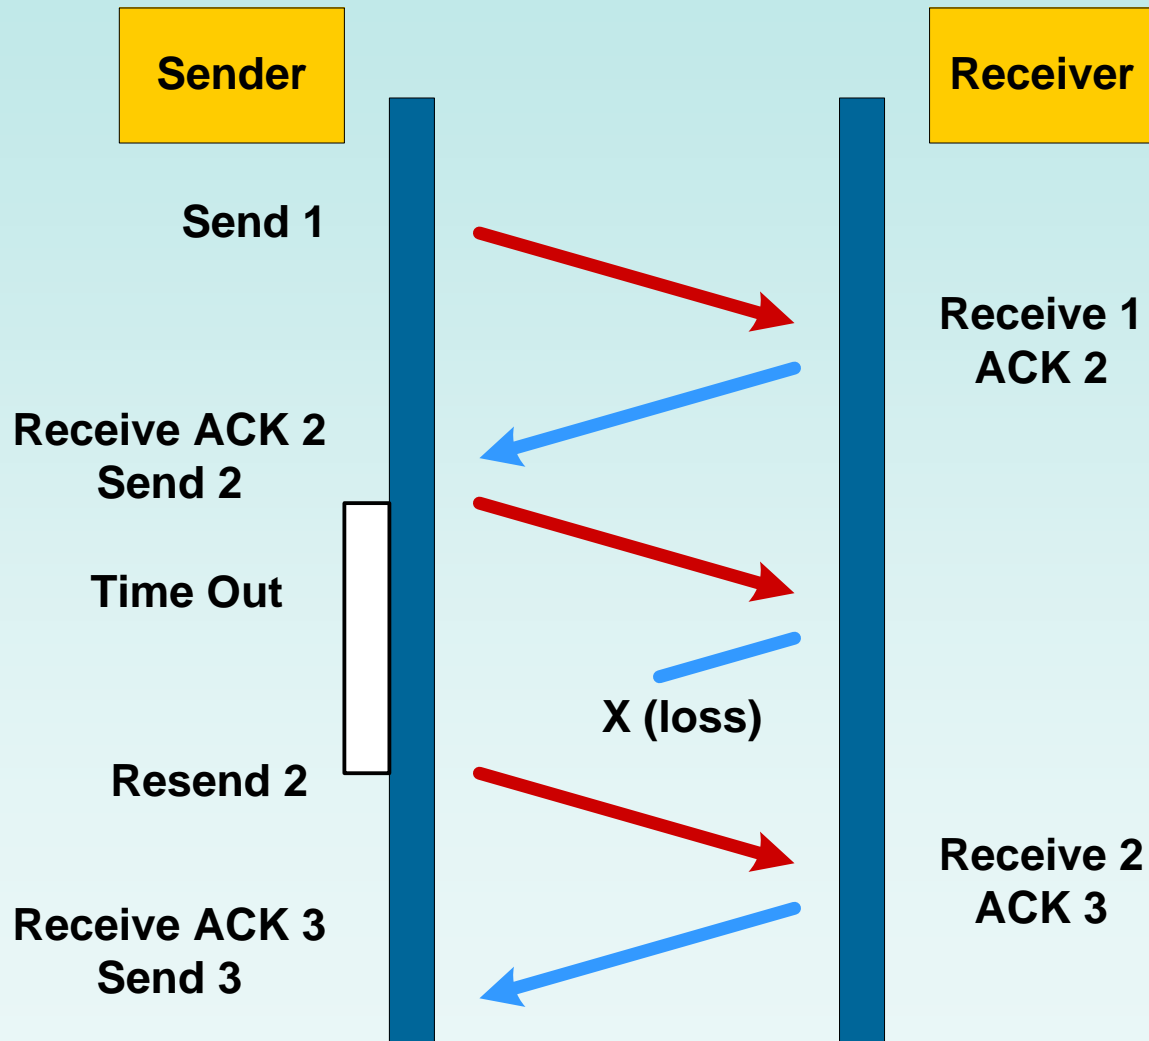 Sender
Receiver
Send 1
Receive 1
ACK 2
Receive ACK 2
Send 2
Time Out
X (loss)
Resend 2
Receive 2
ACK 3
Receive ACK 3
Send 3